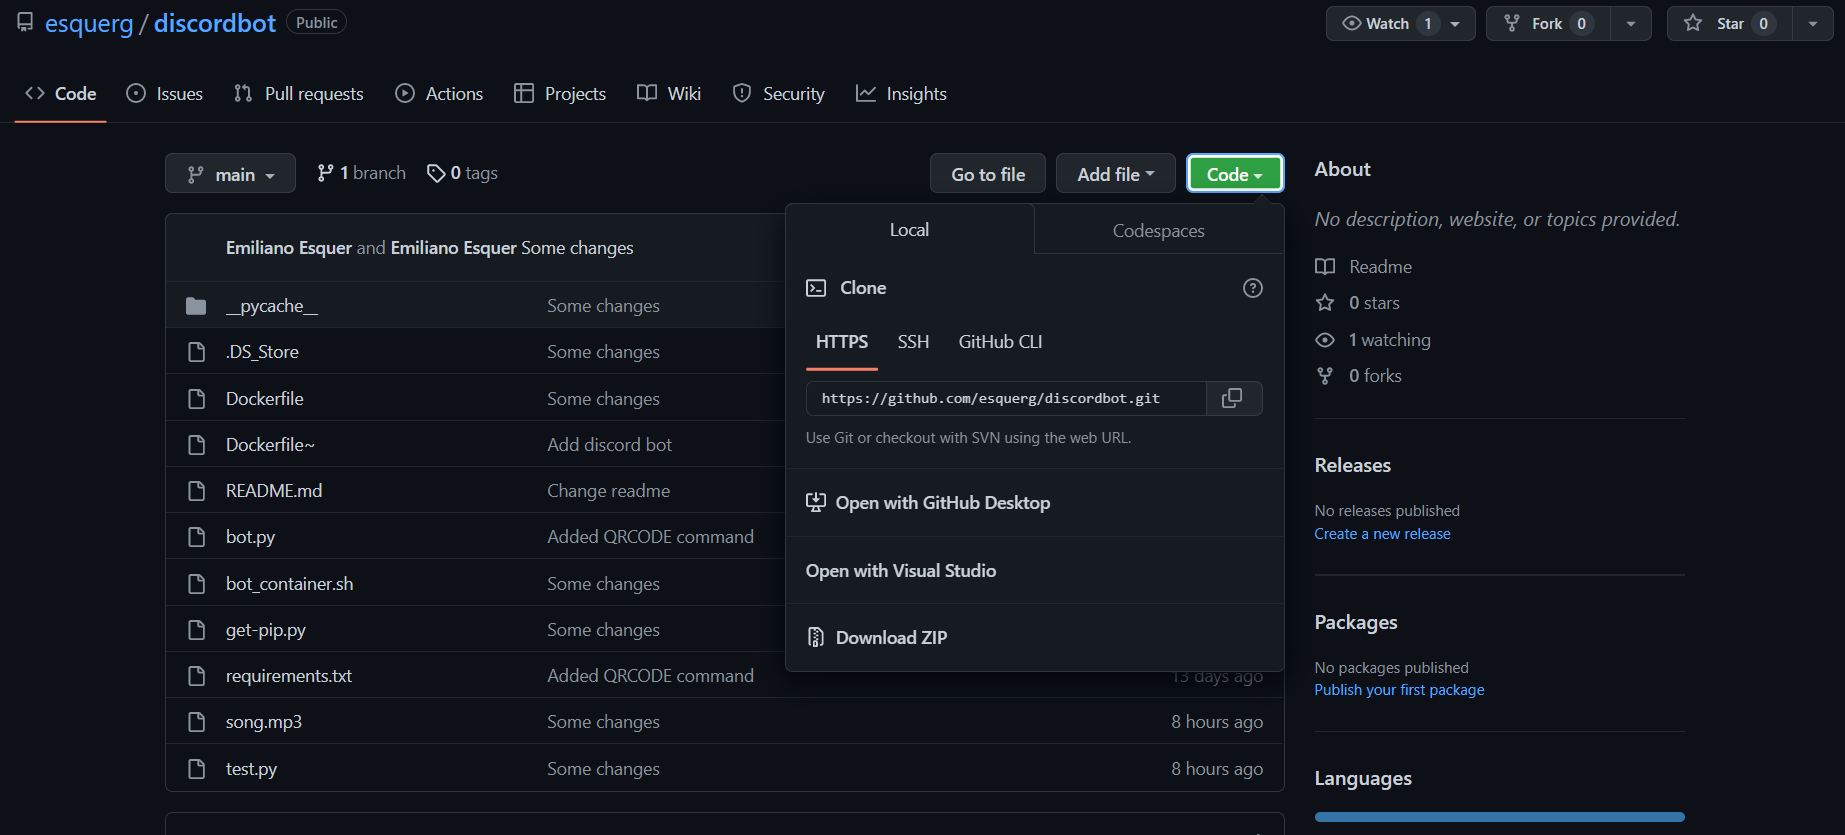 esquerg / discordbot Public
Watch 1 Fork 0 Star 0
Code Issues Pull requests Actions Projects Wiki Security Insights
main 1 branch 0 tags Go to file Add file Code
Emiliano Esquer and Emiliano Esquer Some changes
__pycache__ Some changes
.DS_Store Some changes
Dockerfile Some changes
Dockerfile~ Add discord bot
README.md Change readme
bot.py Added QRCODE command
bot_container.sh Some changes
get-pip.py Some changes
requirements.txt Added QRCODE command 13 days ago
song.mp3 Some changes 8 hours ago
test.py Some changes 8 hours ago
Local Codespaces
Clone
HTTPS SSH GitHub CLI
https://github.com/esquerg/discordbot.git
Use Git or checkout with SVN using the web URL.
Open with GitHub Desktop
Open with Visual Studio
Download ZIP
About
No description, website, or topics provided.
Readme
0 stars
1 watching
0 forks
Releases
No releases published
Create a new release
Packages
No packages published
Publish your first package
Languages